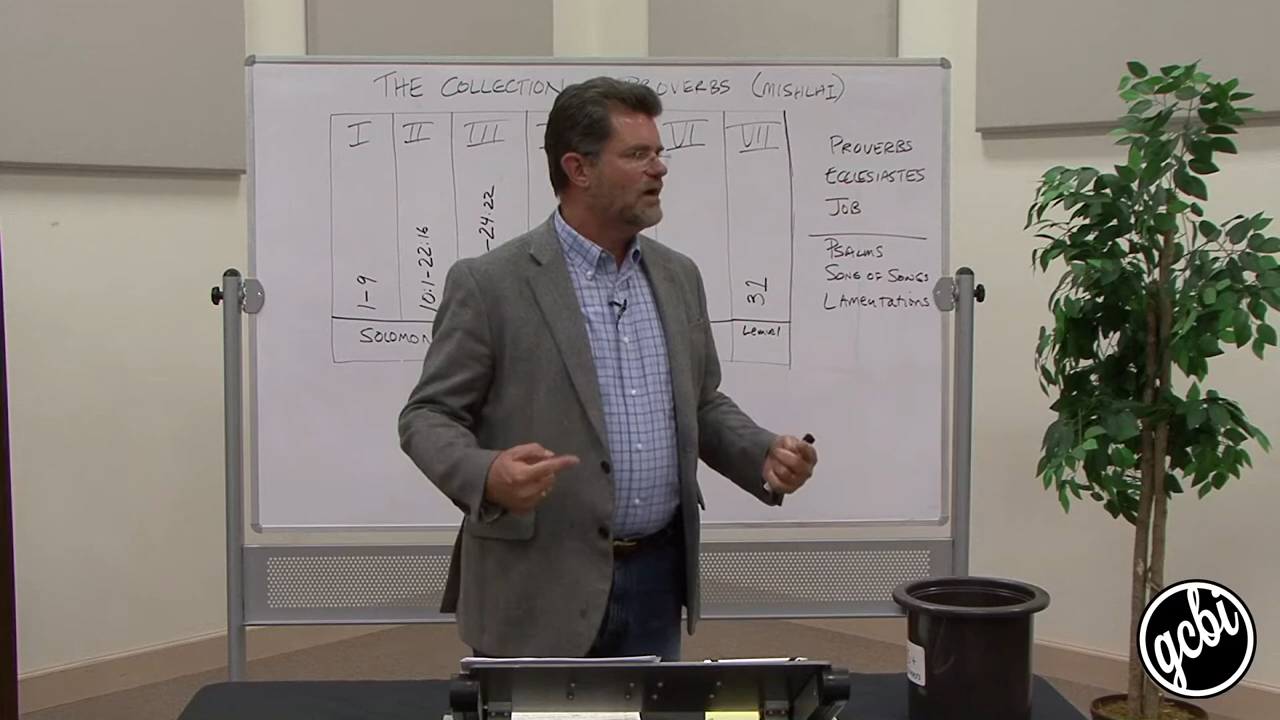 THE COLLECTION PROVERBS (MISHLAI)
I II III VI VII
1-9 10:1-22:16 -24:22 31
SOLOMON Lemuel
PROVERBS
ECCLESIASTES
JOB
PSALMS
SONG OF SONGS
LAMENTATIONS
gcbi